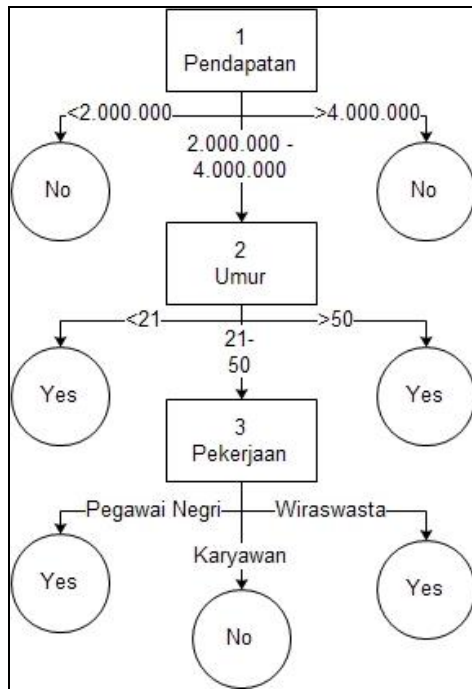 1
Pendapatan
<2.000.000
>4.000.000
2.000.000 -
4.000.000
No
No
2
Umur
<21
>50
21-
50
Yes
Yes
3
Pekerjaan
Pegawai Negri
Wiraswasta
Karyawan
Yes
Yes
No